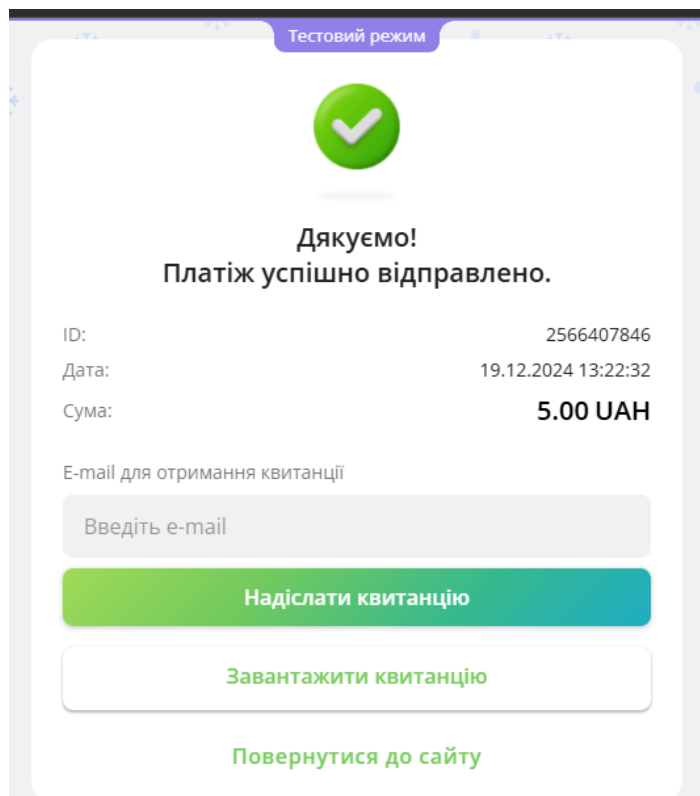 Тестовий режим
Дякуємо!
Платіж успішно відправлено.
ID: 2566407846
Дата: 19.12.2024 13:22:32
Сума: 5.00 UAH
E-mail для отримання квитанції
Введіть e-mail
Надіслати квитанцію
Завантажити квитанцію
Повернутися до сайту